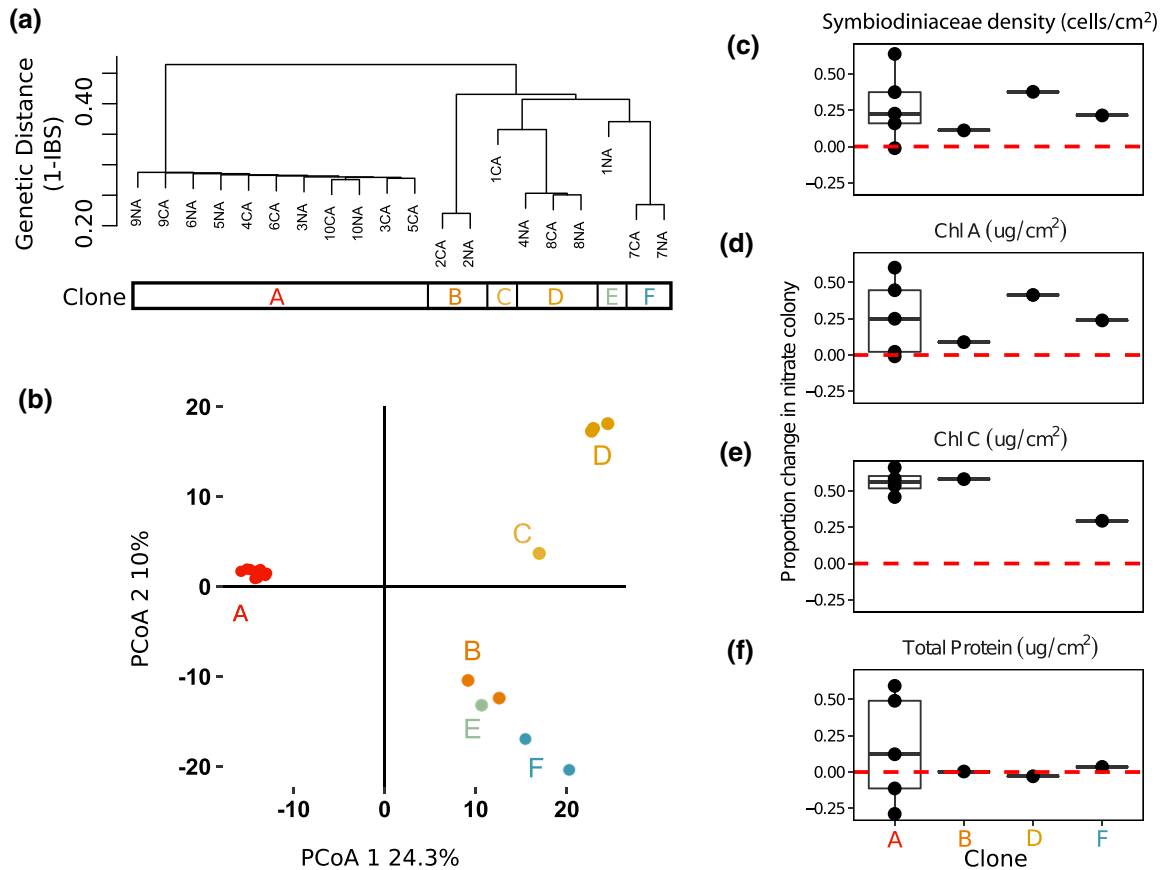 (a)
Genetic Distance
(1-IBS)
0.40
0.20
9NA
9CA
6NA
5NA
4CA
6CA
3NA
10CA
10NA
3CA
5CA
2CA
2NA
1CA
4NA
8CA
8NA
1NA
7CA
7NA
Clone
A
B
C
D
E
F
(b)
PCoA 2 10%
20
10
0
-10
-20
A
B
C
D
E
F
-10
0
10
20
PCoA 1 24.3%
Proportion change in nitrate colony
(c)
Symbiodiniaceae density (cells/cm²)
0.50
0.25
0.00
−0.25
(d)
Chl A (ug/cm²)
0.50
0.25
0.00
−0.25
(e)
Chl C (ug/cm²)
0.50
0.25
0.00
−0.25
(f)
Total Protein (ug/cm²)
0.50
0.25
0.00
−0.25
A
B
D
F
Clone